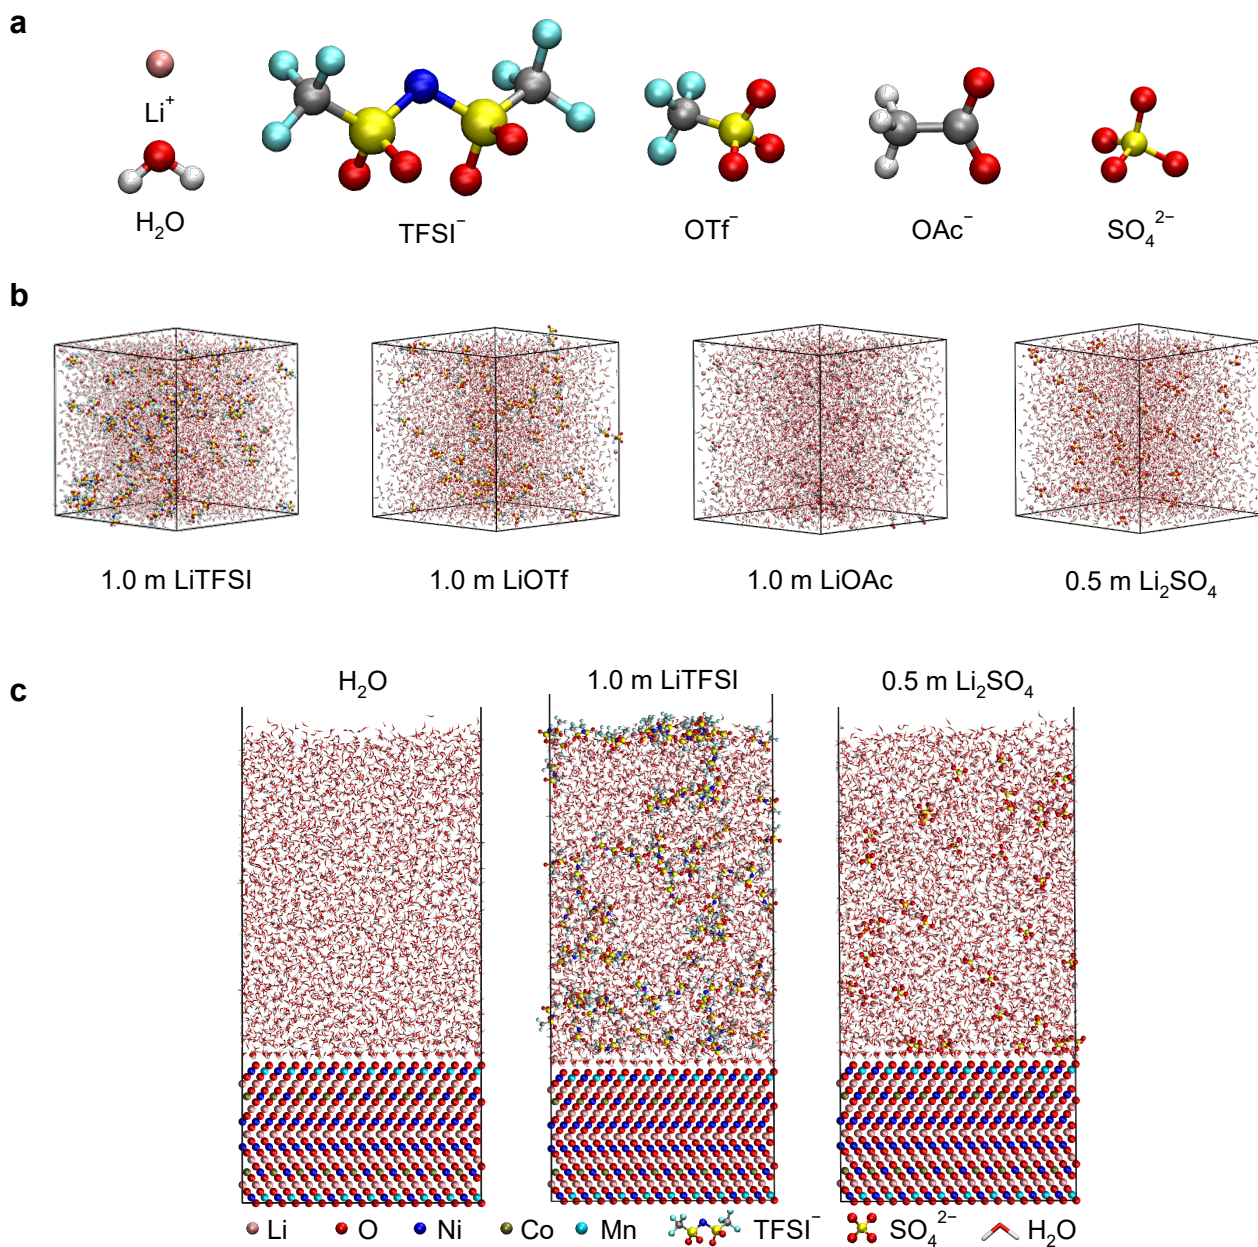 a
Li⁺
H₂O
TFSI⁻
OTf⁻
OAc⁻
SO₄²⁻
b
1.0 m LiTFSI
1.0 m LiOTf
1.0 m LiOAc
0.5 m Li₂SO₄
c
H₂O
1.0 m LiTFSI
0.5 m Li₂SO₄
Li O Ni Co Mn TFSI⁻ SO₄²⁻ H₂O